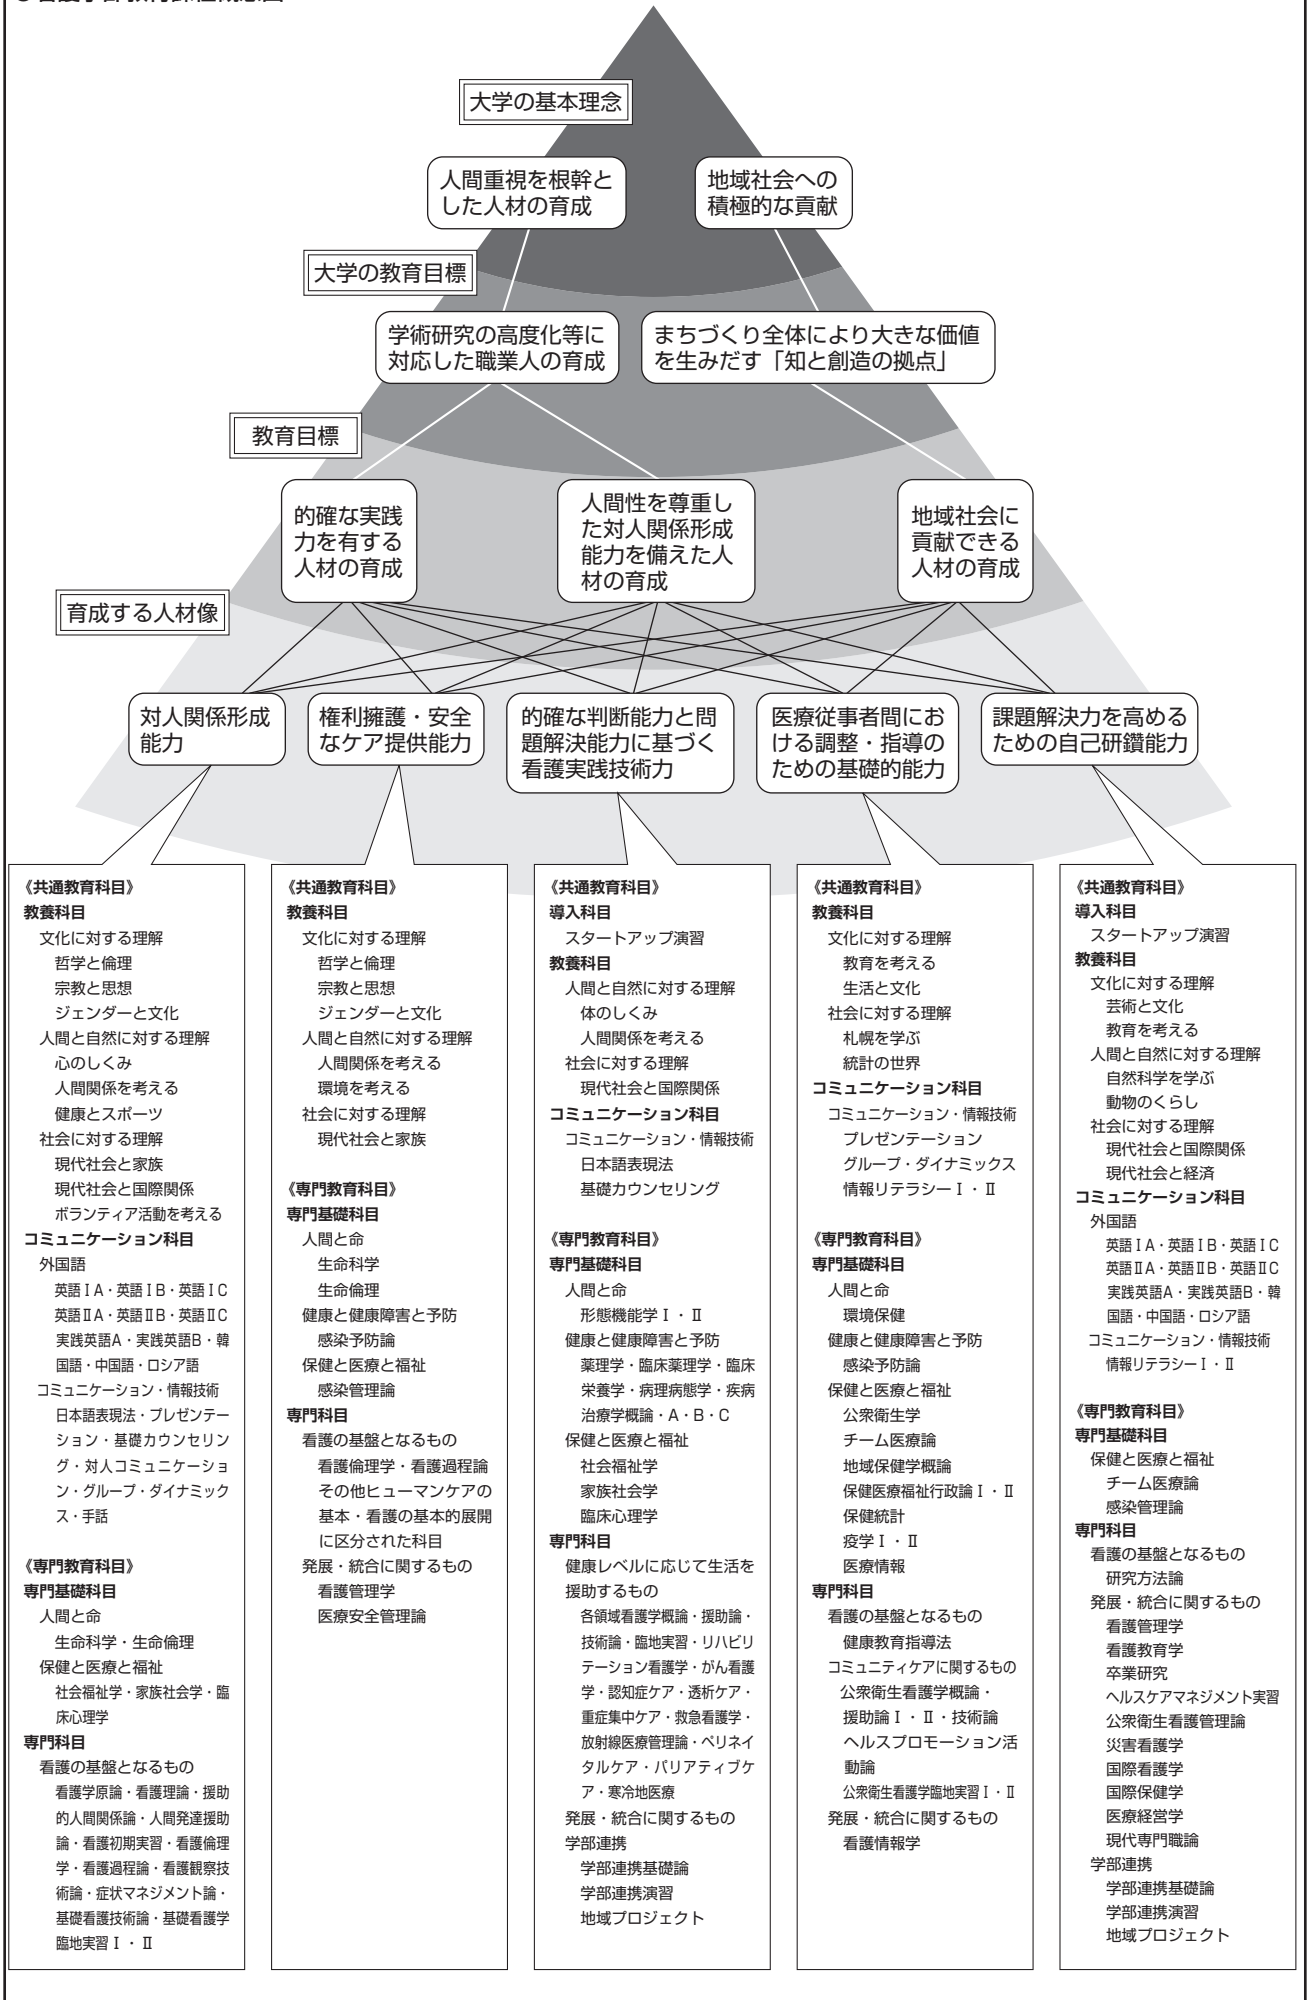 大学の基本理念
人間重視を根幹と
した人材の育成
地域社会への
積極的な貢献
大学の教育目標
学術研究の高度化等に
対応した職業人の育成
まちづくり全体により大きな価値
を生みだす「知と創造の拠点」
教育目標
的確な実践
力を有する
人材の育成
人間性を尊重し
た対人関係形成
能力を備えた人
材の育成
地域社会に
貢献できる
人材の育成
育成する人材像
対人関係形成
能力
権利擁護・安全
なケア提供能力
的確な判断能力と問
題解決能力に基づく
看護実践技術力
医療従事者間にお
ける調整・指導の
ための基礎的能力
課題解決力を高める
ための自己研鑽能力
《共通教育科目》
教養科目
文化に対する理解
哲学と倫理
宗教と思想
ジェンダーと文化
人間と自然に対する理解
心のしくみ
人間関係を考える
健康とスポーツ
社会に対する理解
現代社会と家族
現代社会と国際関係
ボランティア活動を考える
コミュニケーション科目
外国語
英語ⅠA・英語ⅠB・英語ⅠC
英語ⅡA・英語ⅡB・英語ⅡC
実践英語A・実践英語B・韓
国語・中国語・ロシア語
コミュニケーション・情報技術
日本語表現法・プレゼンテー
ション・基礎カウンセリン
グ・対人コミュニケーショ
ン・グループ・ダイナミック
ス・手話
《専門教育科目》
専門基礎科目
人間と命
生命科学・生命倫理
保健と医療と福祉
社会福祉学・家族社会学・臨
床心理学
専門科目
看護の基盤となるもの
看護学原論・看護理論・援助
的人間関係論・人間発達援助
論・看護初期実習・看護倫理
学・看護過程論・看護観察技
術論・症状マネジメント論・
基礎看護技術論・基礎看護学
臨地実習Ⅰ・Ⅱ
《共通教育科目》
教養科目
文化に対する理解
哲学と倫理
宗教と思想
ジェンダーと文化
人間と自然に対する理解
人間関係を考える
環境を考える
社会に対する理解
現代社会と家族
《専門教育科目》
専門基礎科目
人間と命
生命科学
生命倫理
健康と健康障害と予防
感染予防論
保健と医療と福祉
感染管理論
専門科目
看護の基盤となるもの
看護倫理学・看護過程論
その他ヒューマンケアの
基本・看護の基本的展開
に区分された科目
発展・統合に関するもの
看護管理学
医療安全管理論
《共通教育科目》
導入科目
スタートアップ演習
教養科目
人間と自然に対する理解
体のしくみ
人間関係を考える
社会に対する理解
現代社会と国際関係
コミュニケーション科目
コミュニケーション・情報技術
日本語表現法
基礎カウンセリング
《専門教育科目》
専門基礎科目
人間と命
形態機能学Ⅰ・Ⅱ
健康と健康障害と予防
薬理学・臨床薬理学・臨床
栄養学・病理病態学・疾病
治療学概論・A・B・C
保健と医療と福祉
社会福祉学
家族社会学
臨床心理学
専門科目
健康レベルに応じて生活を
援助するもの
各領域看護学概論・援助論・
技術論・臨地実習・リハビリ
テーション看護学・がん看護
学・認知症ケア・透析ケア・
重症集中ケア・救急看護学・
放射線医療管理論・ペリネイ
タルケア・パリアティブケ
ア・寒冷地医療
発展・統合に関するもの
学部連携
学部連携基礎論
学部連携演習
地域プロジェクト
《共通教育科目》
教養科目
文化に対する理解
教育を考える
生活と文化
社会に対する理解
札幌を学ぶ
統計の世界
コミュニケーション科目
コミュニケーション・情報技術
プレゼンテーション
グループ・ダイナミックス
情報リテラシーⅠ・Ⅱ
《専門教育科目》
専門基礎科目
人間と命
環境保健
健康と健康障害と予防
感染予防論
保健と医療と福祉
公衆衛生学
チーム医療論
地域保健学概論
保健医療福祉行政論Ⅰ・Ⅱ
保健統計
疫学Ⅰ・Ⅱ
医療情報
専門科目
看護の基盤となるもの
健康教育指導法
コミュニティケアに関するもの
公衆衛生看護学概論・
援助論Ⅰ・Ⅱ・技術論
ヘルスプロモーション活
動論
公衆衛生看護学臨地実習Ⅰ・Ⅱ
発展・統合に関するもの
看護情報学
《共通教育科目》
導入科目
スタートアップ演習
教養科目
文化に対する理解
芸術と文化
教育を考える
人間と自然に対する理解
自然科学を学ぶ
動物のくらし
社会に対する理解
現代社会と国際関係
現代社会と経済
コミュニケーション科目
外国語
英語ⅠA・英語ⅠB・英語ⅠC
英語ⅡA・英語ⅡB・英語ⅡC
実践英語A・実践英語B・韓
国語・中国語・ロシア語
コミュニケーション・情報技術
情報リテラシーⅠ・Ⅱ
《専門教育科目》
専門基礎科目
保健と医療と福祉
チーム医療論
感染管理論
専門科目
看護の基盤となるもの
研究方法論
発展・統合に関するもの
看護管理学
看護教育学
卒業研究
ヘルスケアマネジメント実習
公衆衛生看護管理論
災害看護学
国際看護学
国際保健学
医療経営学
現代専門職論
学部連携
学部連携基礎論
学部連携演習
地域プロジェクト